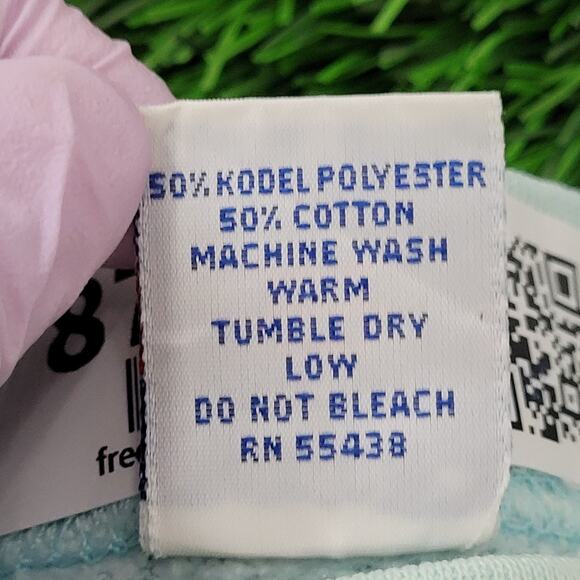 50% KODEL POLYESTER
50% COTTON
MACHINE WASH
WARM
TUMBLE DRY
LOW
DO NOT BLEACH
RN 55438